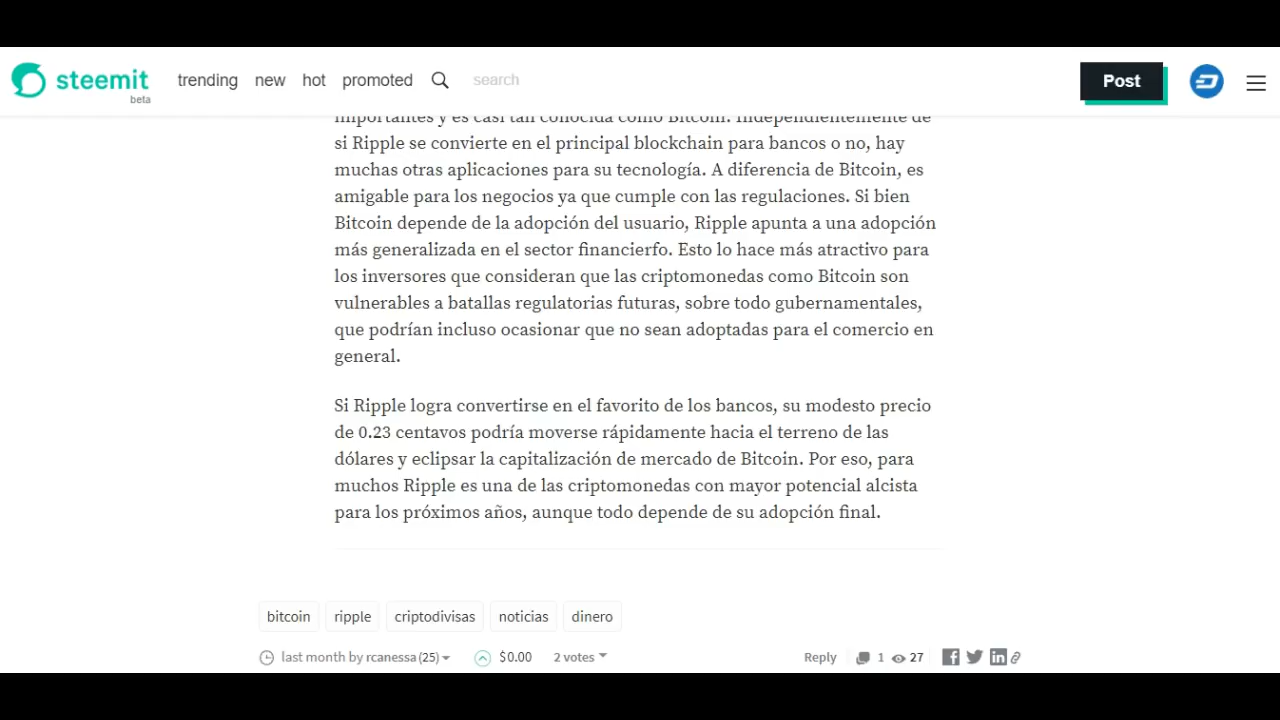 steemit
beta
trending new hot promoted search
Post
importantes y es casi tan conocida como Bitcoin. Independientemente de
si Ripple se convierte en el principal blockchain para bancos o no, hay
muchas otras aplicaciones para su tecnología. A diferencia de Bitcoin, es
amigable para los negocios ya que cumple con las regulaciones. Si bien
Bitcoin depende de la adopción del usuario, Ripple apunta a una adopción
más generalizada en el sector financierfo. Esto lo hace más atractivo para
los inversores que consideran que las criptomonedas como Bitcoin son
vulnerables a batallas regulatorias futuras, sobre todo gubernamentales,
que podrían incluso ocasionar que no sean adoptadas para el comercio en
general.
Si Ripple logra convertirse en el favorito de los bancos, su modesto precio
de 0.23 centavos podría moverse rápidamente hacia el terreno de las
dólares y eclipsar la capitalización de mercado de Bitcoin. Por eso, para
muchos Ripple es una de las criptomonedas con mayor potencial alcista
para los próximos años, aunque todo depende de su adopción final.
bitcoin ripple criptodivisas noticias dinero
last month by rcanessa (25) $0.00 2 votes Reply 1 27